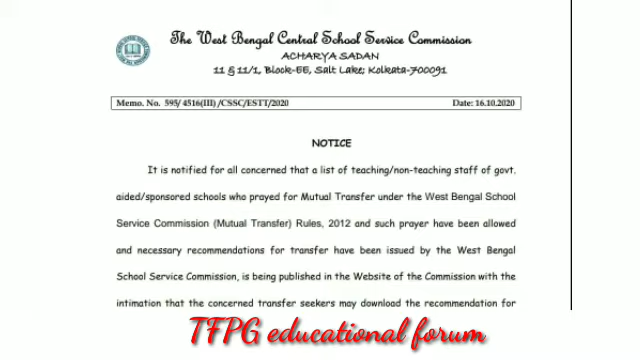 The West Bengal Central School Service Commission
ACHARYA SADAN
11 & 11/1, Block-EE, Salt Lake; Kolkata-700091
Memo. No. 595/ 4516(III) /CSSC/ESTT/2020 Date: 16.10.2020
NOTICE
It is notified for all concerned that a list of teaching/non-teaching staff of govt.
aided/sponsored schools who prayed for Mutual Transfer under the West Bengal School
Service Commission (Mutual Transfer) Rules, 2012 and such prayer have been allowed
and necessary recommendations for transfer have been issued by the West Bengal
School Service Commission, is being published in the Website of the Commission with the
intimation that the concerned transfer seekers may download the recommendation for
TFPG educational forum